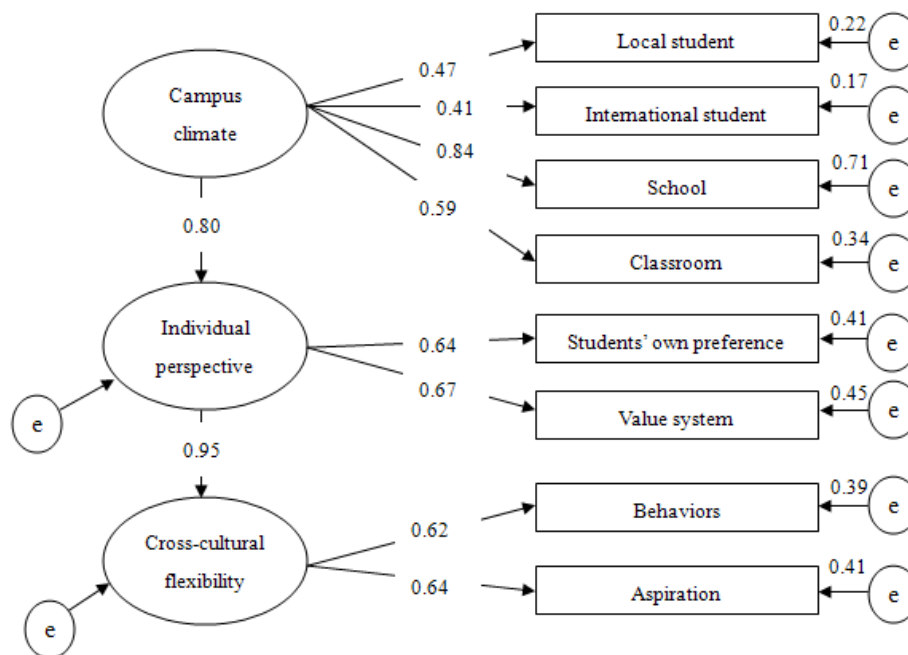 0.22
Local student
e
0.47
Campus
climate
0.17
0.41
International student
e
0.84
0.71
School
e
0.59
0.80
0.34
Classroom
e
Individual
perspective
0.41
0.64
Students' own preference
e
0.67
0.45
Value system
e
e
0.95
0.39
Behaviors
e
0.62
Cross-cultural
flexibility
0.64
0.41
Aspiration
e
e